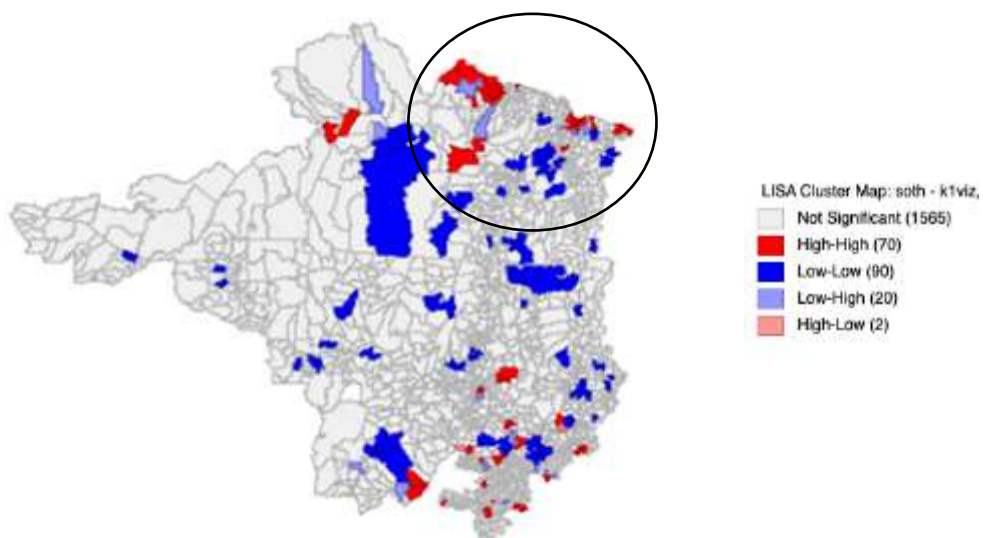 LISA Cluster Map: soth - k1viz,
Not Significant (1565)
High-High (70)
Low-Low (90)
Low-High (20)
High-Low (2)